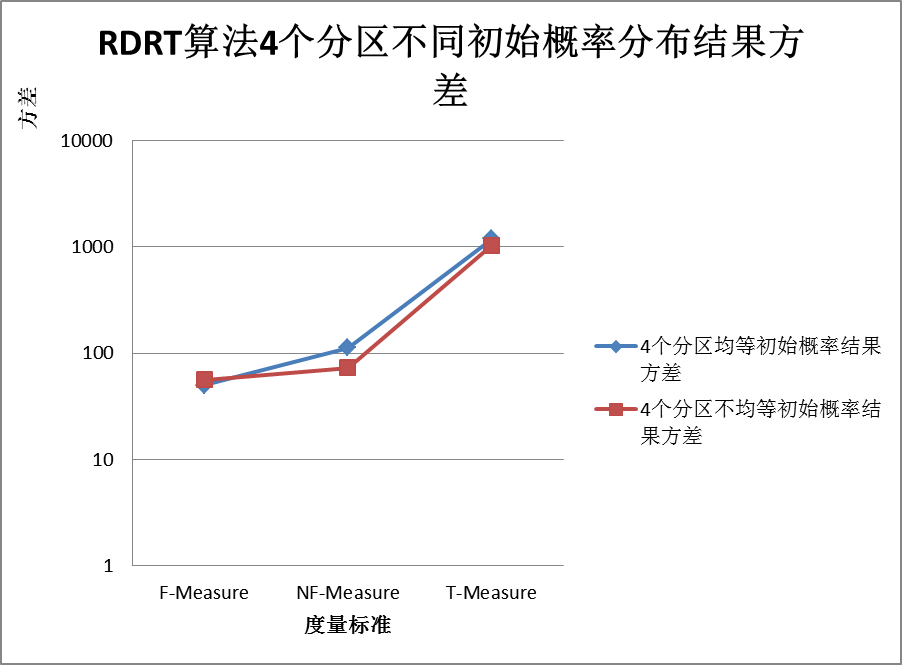 RDRT算法4个分区不同初始概率分布结果方
差
方差
10000
1000
100
10
1
F-Measure
NF-Measure
T-Measure
度量标准
4个分区均等初始概率结果
方差
4个分区不均等初始概率结
果方差